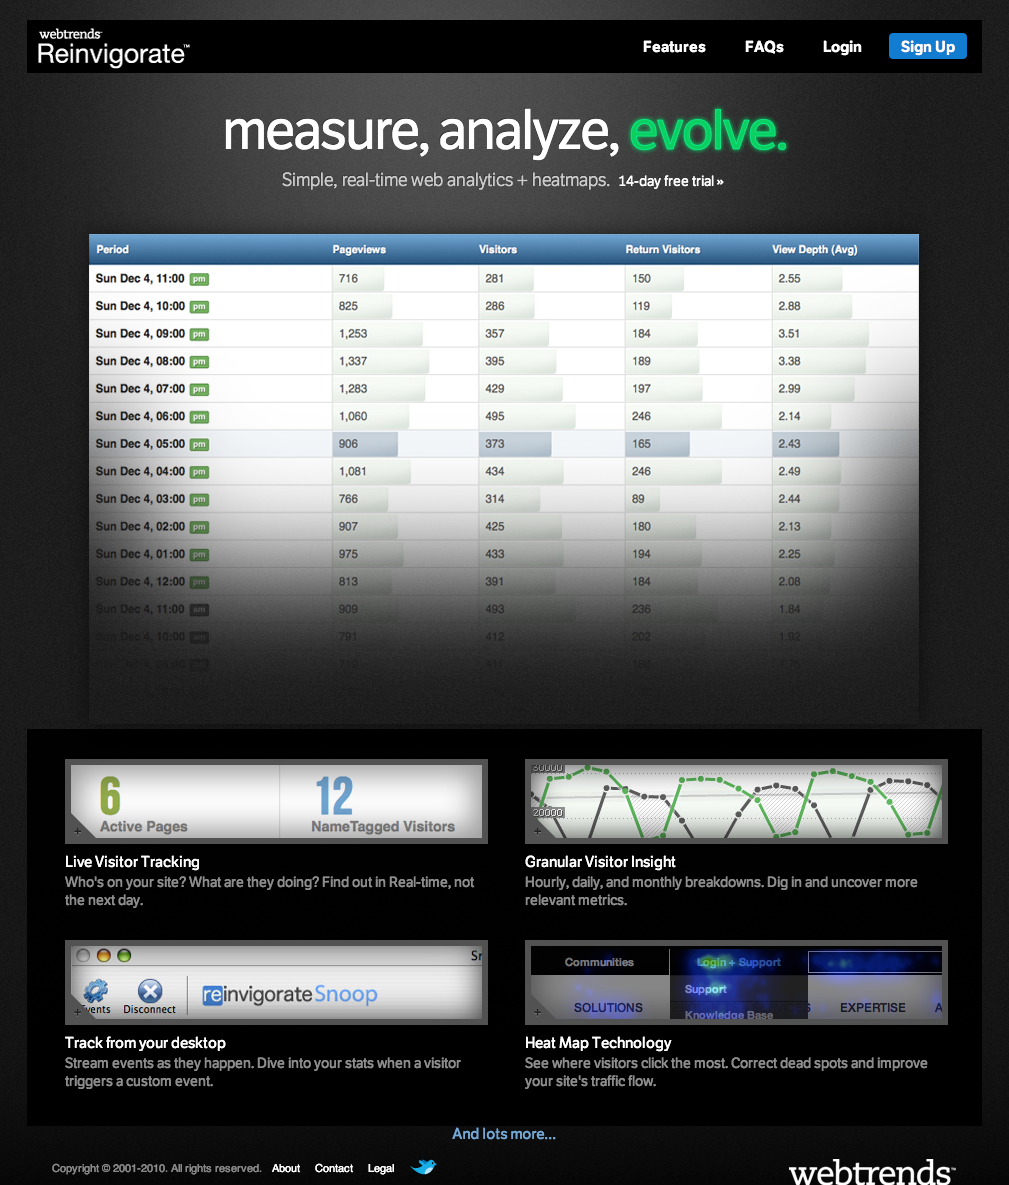 webtrends
Reinvigorate™
Features FAQs Login Sign Up
measure, analyze, evolve.
Simple, real-time web analytics + heatmaps. 14-day free trial »
Period Pageviews Visitors Return Visitors View Depth (Avg)
Sun Dec 4, 11:00 pm 716 281 150 2.55
Sun Dec 4, 10:00 pm 825 286 119 2.88
Sun Dec 4, 09:00 pm 1,253 357 184 3.51
Sun Dec 4, 08:00 pm 1,337 395 189 3.38
Sun Dec 4, 07:00 pm 1,283 429 197 2.99
Sun Dec 4, 06:00 pm 1,060 495 246 2.14
Sun Dec 4, 05:00 pm 906 373 165 2.43
Sun Dec 4, 04:00 pm 1,081 434 246 2.49
Sun Dec 4, 03:00 pm 766 314 89 2.44
Sun Dec 4, 02:00 pm 907 425 180 2.13
Sun Dec 4, 01:00 pm 975 433 194 2.25
Sun Dec 4, 12:00 pm 813 391 184 2.08
Sun Dec 4, 11:00 am 909 493 236 1.84
Sun Dec 4, 10:00 am 791 412 202 1.92
6 Active Pages
12 NameTagged Visitors
30000
20000
Live Visitor Tracking
Who's on your site? What are they doing? Find out in Real-time, not
the next day.
Granular Visitor Insight
Hourly, daily, and monthly breakdowns. Dig in and uncover more
relevant metrics.
Sn
vents Disconnect reinvigorate Snoop
Communities Login + Support
Support
SOLUTIONS S EXPERTISE A
Knowledge Base
Track from your desktop
Stream events as they happen. Dive into your stats when a visitor
triggers a custom event.
Heat Map Technology
See where visitors click the most. Correct dead spots and improve
your site's traffic flow.
And lots more...
Copyright © 2001-2010. All rights reserved. About Contact Legal
webtrends™